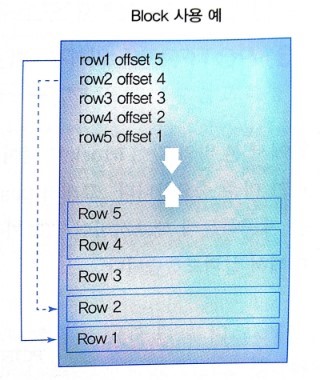 Block 사용 예
row1 offset 5
row2 offset 4
row3 offset 3
row4 offset 2
row5 offset 1
Row 5
Row 4
Row 3
Row 2
Row 1